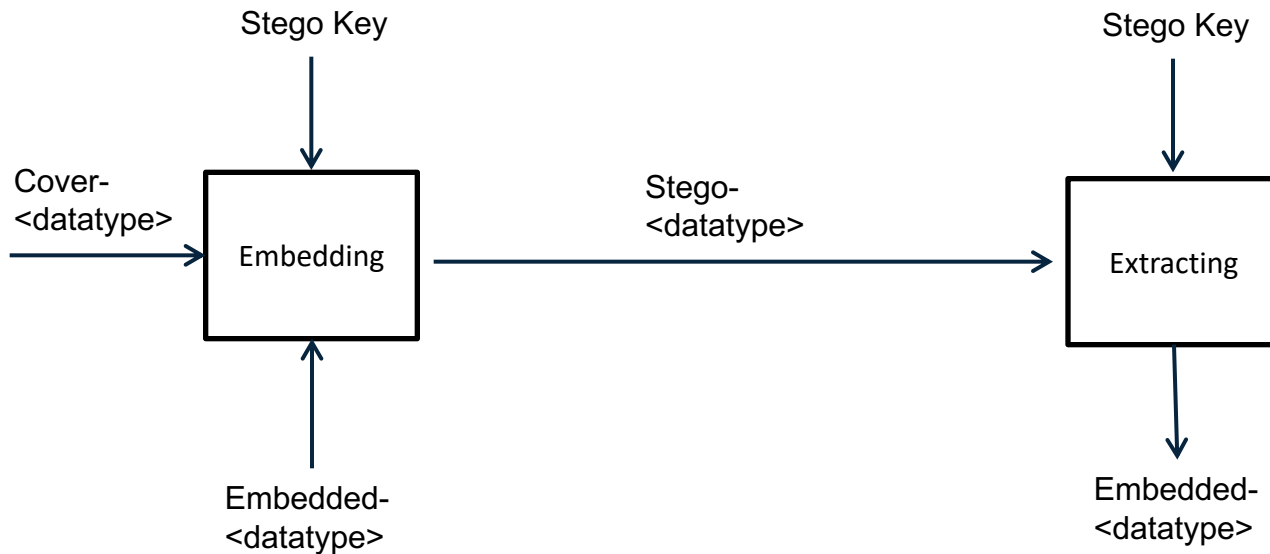 Stego Key
Stego Key
Cover-
<datatype>
Embedding
Stego-
<datatype>
Extracting
Embedded-
<datatype>
Embedded-
<datatype>